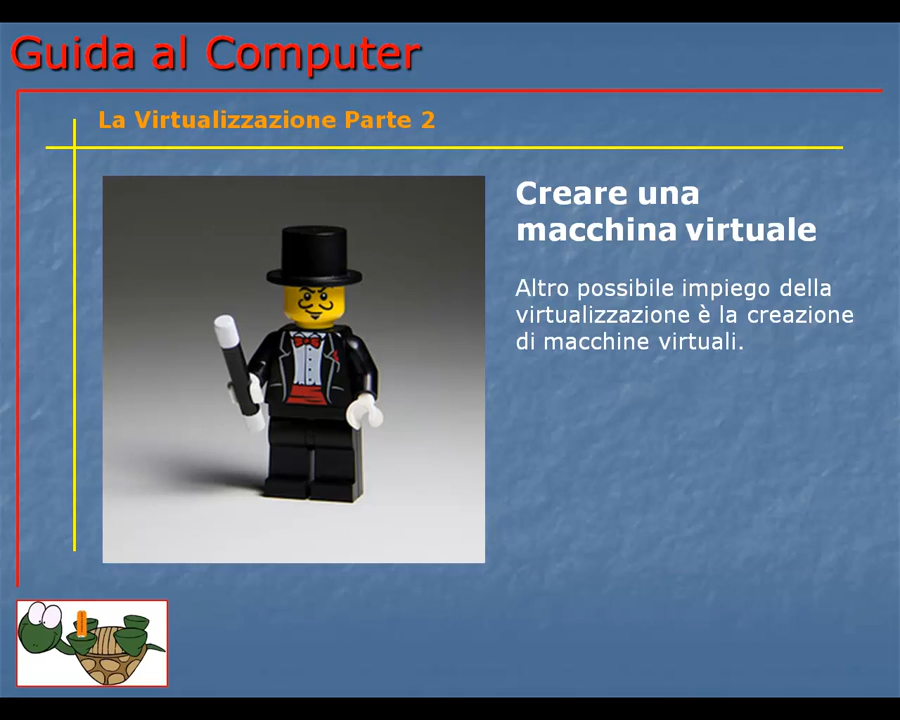 Guida al Computer
La Virtualizzazione Parte 2
Creare una
macchina virtuale
Altro possibile impiego della
virtualizzazione è la creazione
di macchine virtuali.